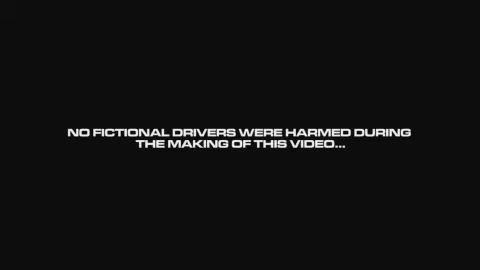 NO FICTIONAL DRIVERS WERE HARMED DURING
THE MAKING OF THIS VIDEO...